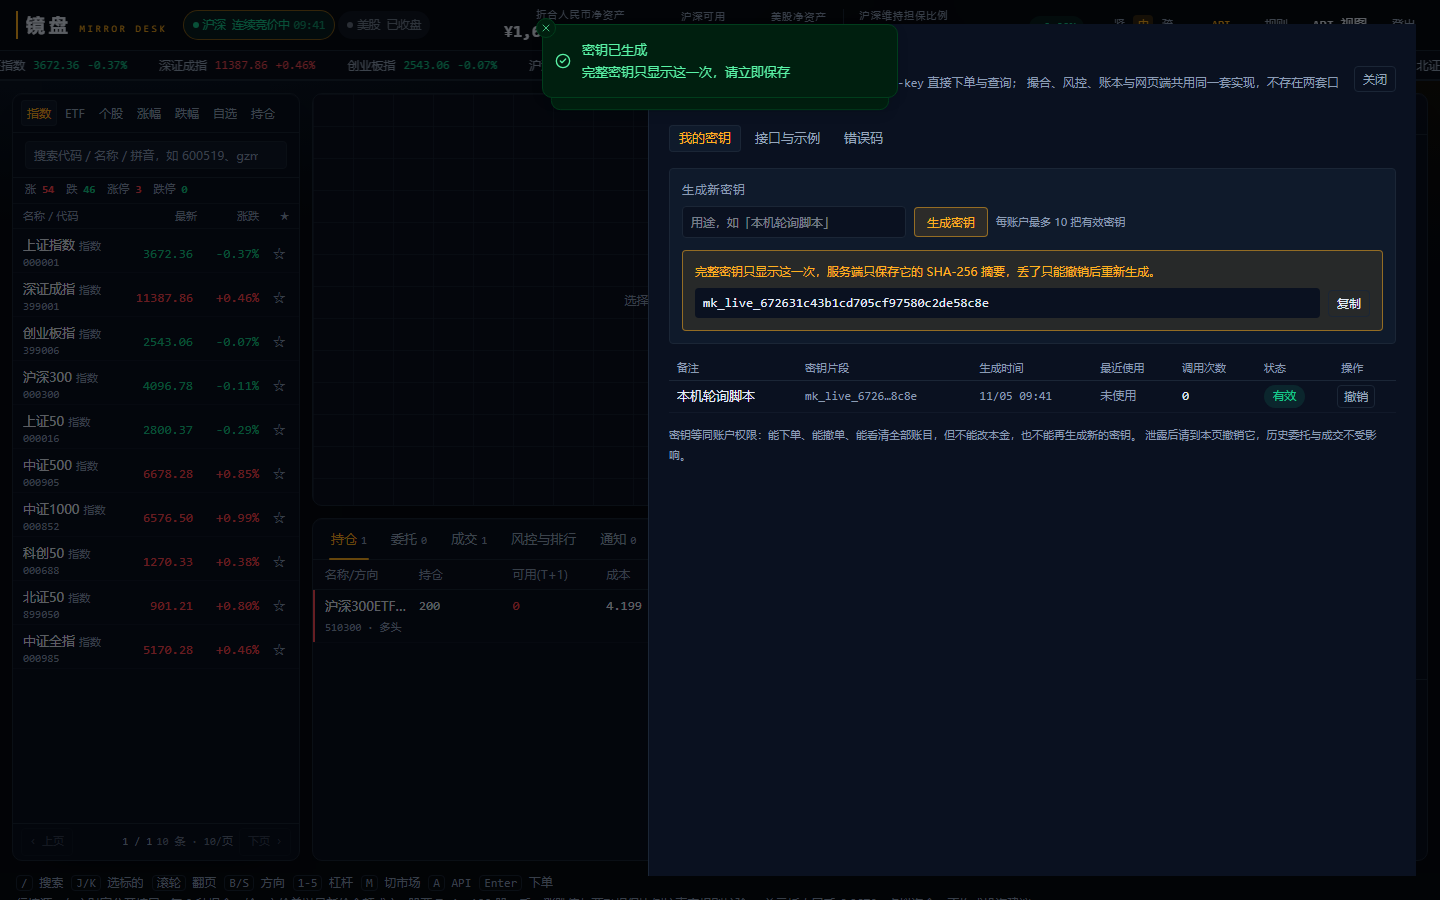 镜盘 MIRROR DESK
沪深 连续竞价中 09:41
美股 已收盘
折合人民币净资产
沪深可用
美股净资产
沪深维持担保比例
指数 3672.36 -0.37%
深证成指 11387.86 +0.46%
创业板指 2543.06 -0.07%
密钥已生成
完整密钥只显示这一次，请立即保存
-key 直接下单与查询； 撮合、风控、账本与网页端共用同一套实现，不存在两套口
关闭
指数 ETF 个股 涨幅 跌幅 自选 持仓
搜索代码 / 名称 / 拼音，如 600519、gzm
涨 54 跌 46 涨停 3 跌停 0
名称 / 代码 最新 涨跌 ★
上证指数 指数 3672.36 -0.37% ☆
000001
深证成指 指数 11387.86 +0.46% ☆
399001
创业板指 指数 2543.06 -0.07% ☆
399006
沪深300 指数 4096.78 -0.11% ☆
000300
上证50 指数 2800.37 -0.29% ☆
000016
中证500 指数 6678.28 +0.85% ☆
000905
中证1000 指数 6576.50 +0.99% ☆
000852
科创50 指数 1270.33 +0.38% ☆
000688
北证50 指数 901.21 +0.80% ☆
899050
中证全指 指数 5170.28 +0.46% ☆
000985
‹ 上页 1 / 1 10 条 · 10/页 下页 ›
选择
持仓 1 委托 0 成交 1 风控与排行 通知 0
名称/方向 持仓 可用(T+1) 成本
沪深300ETF... 200 0 4.199
510300 · 多头
我的密钥 接口与示例 错误码
生成新密钥
用途，如「本机轮询脚本」 生成密钥 每账户最多 10 把有效密钥
完整密钥只显示这一次，服务端只保存它的 SHA-256 摘要，丢了只能撤销后重新生成。
mk_live_672631c43b1cd705cf97580c2de58c8e 复制
备注 密钥片段 生成时间 最近使用 调用次数 状态 操作
本机轮询脚本 mk_live_6726…8c8e 11/05 09:41 未使用 0 有效 撤销
密钥等同账户权限：能下单、能撤单、能看清全部账目，但不能改本金，也不能再生成新的密钥。 泄露后请到本页撤销它，历史委托与成交不受影
响。
/ 搜索 J/K 选标的 滚轮 翻页 B/S 方向 1-5 杠杆 M 切市场 A API Enter 下单